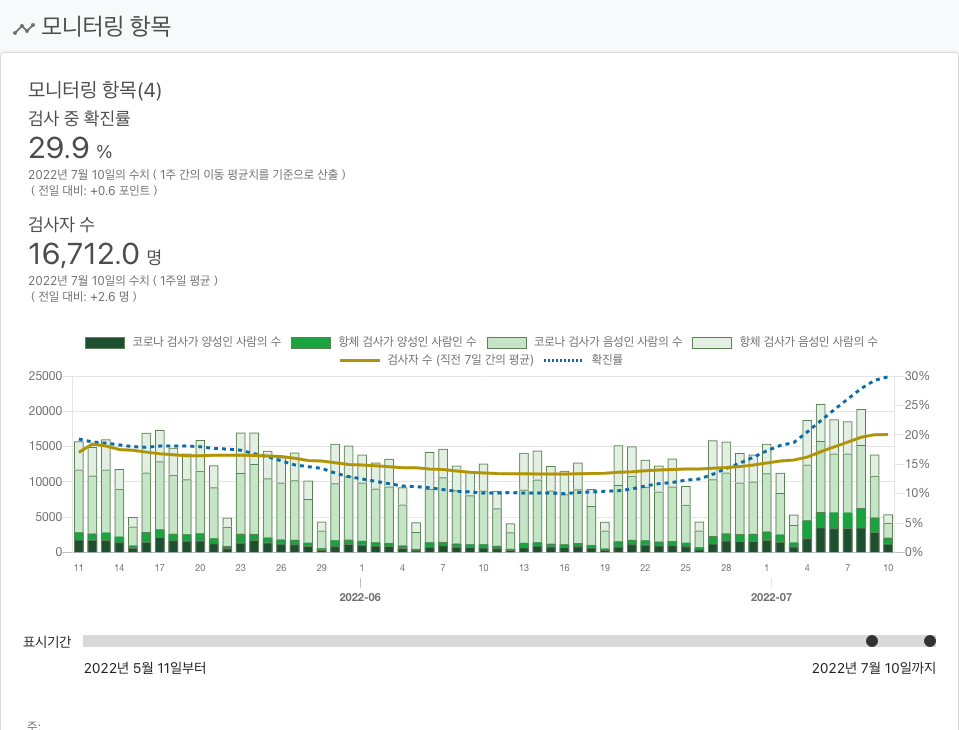 모니터링 항목
모니터링 항목(4)
검사 중 확진률
29.9 %
2022년 7월 10일의 수치 ( 1주 간의 이동 평균치를 기준으로 산출 )
( 전일 대비: +0.6 포인트 )
검사자 수
16,712.0 명
2022년 7월 10일의 수치 ( 1주일 평균 )
( 전일 대비: +2.6 명 )
코로나 검사가 양성인 사람의 수 항체 검사가 양성인 사람인 수 코로나 검사가 음성인 사람의 수 항체 검사가 음성인 사람의 수
검사자 수 (직전 7일 간의 평균) 확진률
25000 30%
25%
20000
20%
15000
15%
10000
10%
5000
5%
0 0%
11 14 17 20 23 26 29 1 4 7 10 13 16 19 22 25 28 1 4 7 10
2022-06 2022-07
표시기간
2022년 5월 11일부터 2022년 7월 10일까지
주: